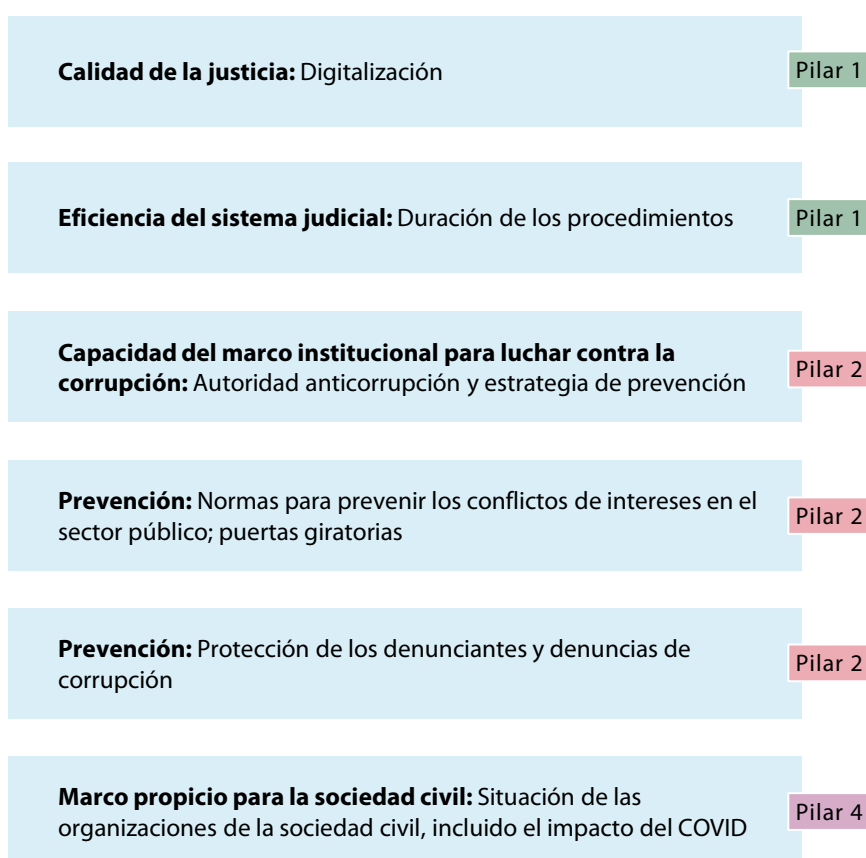 Calidad de la justicia: Digitalización
Pilar 1
Eficiencia del sistema judicial: Duración de los procedimientos
Pilar 1
Capacidad del marco institucional para luchar contra la
corrupción: Autoridad anticorrupción y estrategia de prevención
Pilar 2
Prevención: Normas para prevenir los conflictos de intereses en el
sector público; puertas giratorias
Pilar 2
Prevención: Protección de los denunciantes y denuncias de
corrupción
Pilar 2
Marco propicio para la sociedad civil: Situación de las
organizaciones de la sociedad civil, incluido el impacto del COVID
Pilar 4